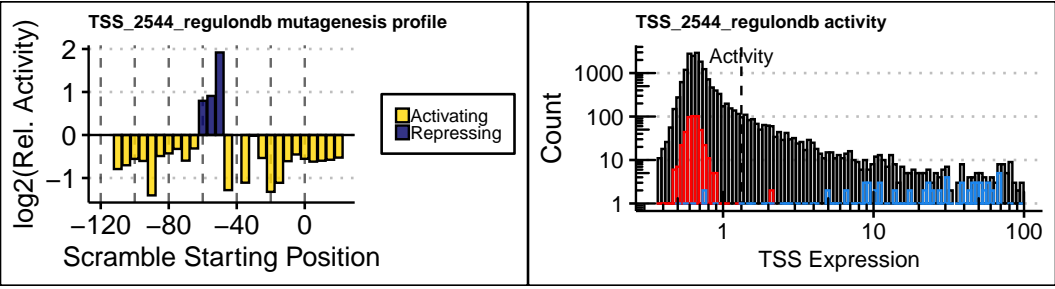 TSS_2544_regulondb mutagenesis profile
log2(Rel. Activity)
2
1
0
−1
−120
−80
−40
0
Scramble Starting Position
Activating
Repressing
TSS_2544_regulondb activity
Activity
Count
1000
100
10
1
1
10
100
TSS Expression